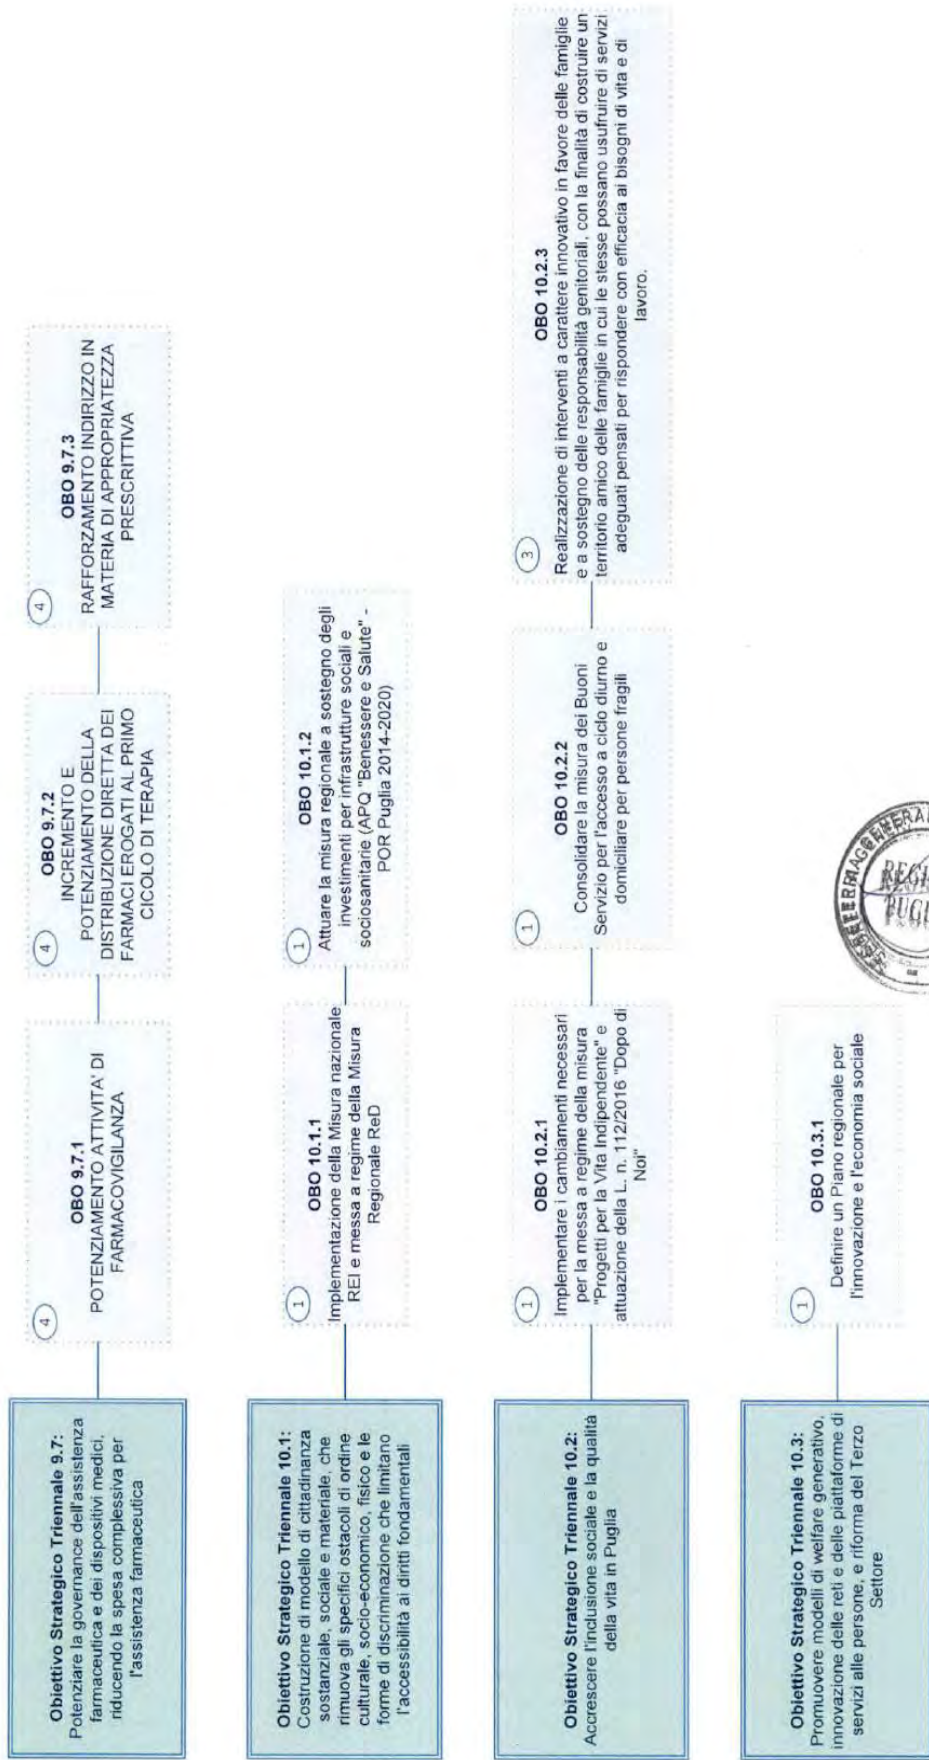 Obiettivo Strategico Triennale 9.7:
Potenziare la governance dell'assistenza
farmaceutica e dei dispositivi medici,
riducendo la spesa complessiva per
l'assistenza farmaceutica
4
OBO 9.7.1
POTENZIAMENTO ATTIVITA' DI
FARMACOVIGILANZA
4
OBO 9.7.2
INCREMENTO E
POTENZIAMENTO DELLA
DISTRIBUZIONE DIRETTA DEI
FARMACI EROGATI AL PRIMO
CICOLO DI TERAPIA
4
OBO 9.7.3
RAFFORZAMENTO INDIRIZZO IN
MATERIA DI APPROPRIATEZZA
PRESCRITTIVA
Obiettivo Strategico Triennale 10.1:
Costruzione di modello di cittadinanza
sostanziale, sociale e materiale, che
rimuova gli specifici ostacoli di ordine
culturale, socio-economico, fisico e le
forme di discriminazione che limitano
l'accessibilità ai diritti fondamentali
1
OBO 10.1.1
Implementazione della Misura nazionale
REI e messa a regime della Misura
Regionale ReD
1
OBO 10.1.2
Attuare la misura regionale a sostegno degli
investimenti per infrastrutture sociali e
sociosanitarie (APQ "Benessere e Salute" -
POR Puglia 2014-2020)
Obiettivo Strategico Triennale 10.2:
Accrescere l'inclusione sociale e la qualità
della vita in Puglia
1
OBO 10.2.1
Implementare i cambiamenti necessari
per la messa a regime della misura
"Progetti per la Vita Indipendente" e
attuazione della L. n. 112/2016 "Dopo di
Noi"
1
OBO 10.2.2
Consolidare la misura dei Buoni
Servizio per l'accesso a ciclo diurno e
domiciliare per persone fragili
3
OBO 10.2.3
Realizzazione di interventi a carattere innovativo in favore delle famiglie
e a sostegno delle responsabilità genitoriali, con la finalità di costruire un
territorio amico delle famiglie in cui le stesse possano usufruire di servizi
adeguati pensati per rispondere con efficacia ai bisogni di vita e di
lavoro.
Obiettivo Strategico Triennale 10.3:
Promuovere modelli di welfare generativo,
innovazione delle reti e delle piattaforme di
servizi alle persone, e riforma del Terzo
Settore
1
OBO 10.3.1
Definire un Piano regionale per
l'innovazione e l'economia sociale